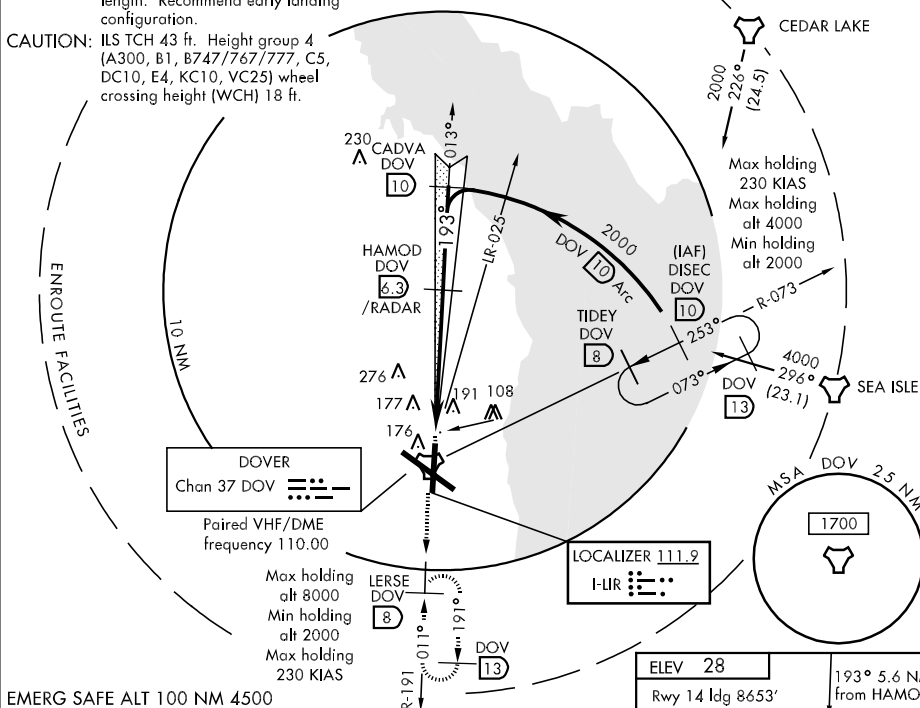 length. Recommend early landing
configuration.
CAUTION: ILS TCH 43 ft. Height group 4
(A300, B1, B747/767/777, C5,
DC10, E4, KC10, VC25) wheel
crossing height (WCH) 18 ft.
CEDAR LAKE
2000
226°
(24.5)
Max holding
230 KIAS
Max holding
alt 4000
Min holding
alt 2000
230
CADVA
DOV
10
013°
193°
LR-025
HAMOD
DOV
6.3
/RADAR
2000
DOV 10 Arc
(IAF)
DISEC
DOV
10
R-073
TIDEY
DOV
8
253°
073°
DOV
13
4000
296°
(23.1)
SEA ISLE
ENROUTE FACILITIES
10 NM
276
177
191
108
176
DOVER
Chan 37 DOV
Paired VHF/DME
frequency 110.00
LOCALIZER 111.9
I-LIR
MSA DOV 25 NM
1700
Max holding
alt 8000
Min holding
alt 2000
Max holding
230 KIAS
LERSE
DOV
8
011°
191°
DOV
13
R-191
EMERG SAFE ALT 100 NM 4500
ELEV 28
Rwy 14 ldg 8653'
193° 5.6 NM
from HAMO